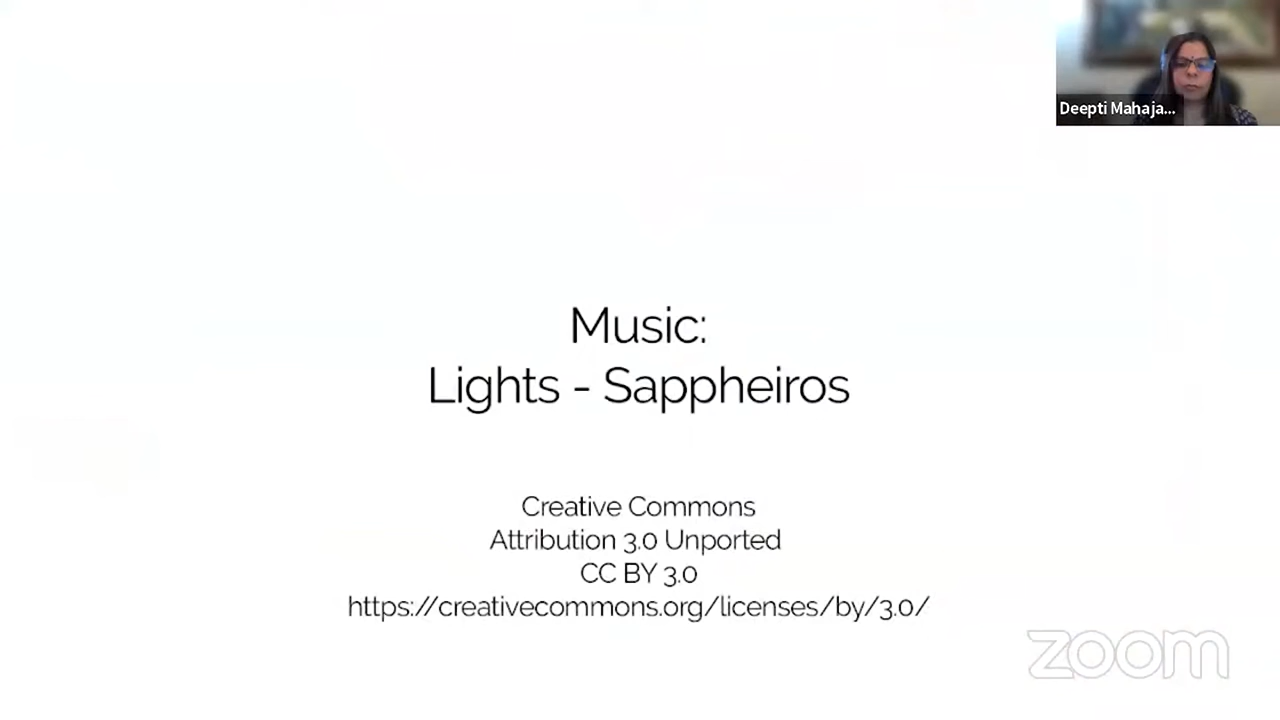 Deepti Mahaja...
Music:
Lights - Sappheiros
Creative Commons
Attribution 3.0 Unported
CC BY 3.0
https://creativecommons.org/licenses/by/3.0/
zoom